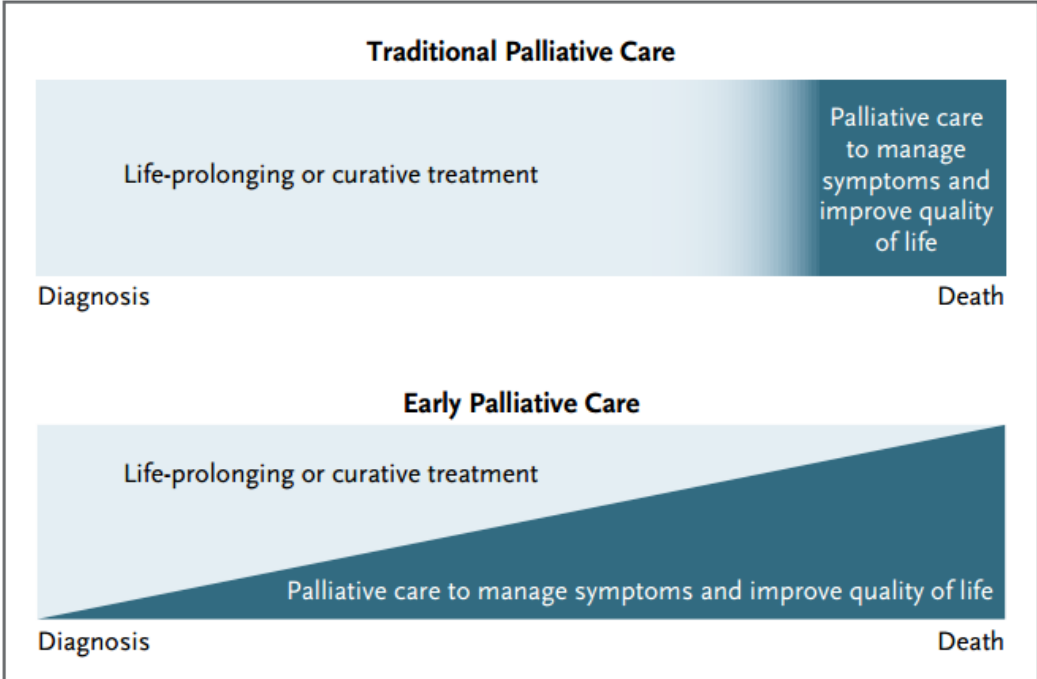 Traditional Palliative Care
Life-prolonging or curative treatment
Palliative care
to manage
symptoms and
improve quality
of life
Diagnosis
Death
Early Palliative Care
Life-prolonging or curative treatment
Palliative care to manage symptoms and improve quality of life
Diagnosis
Death